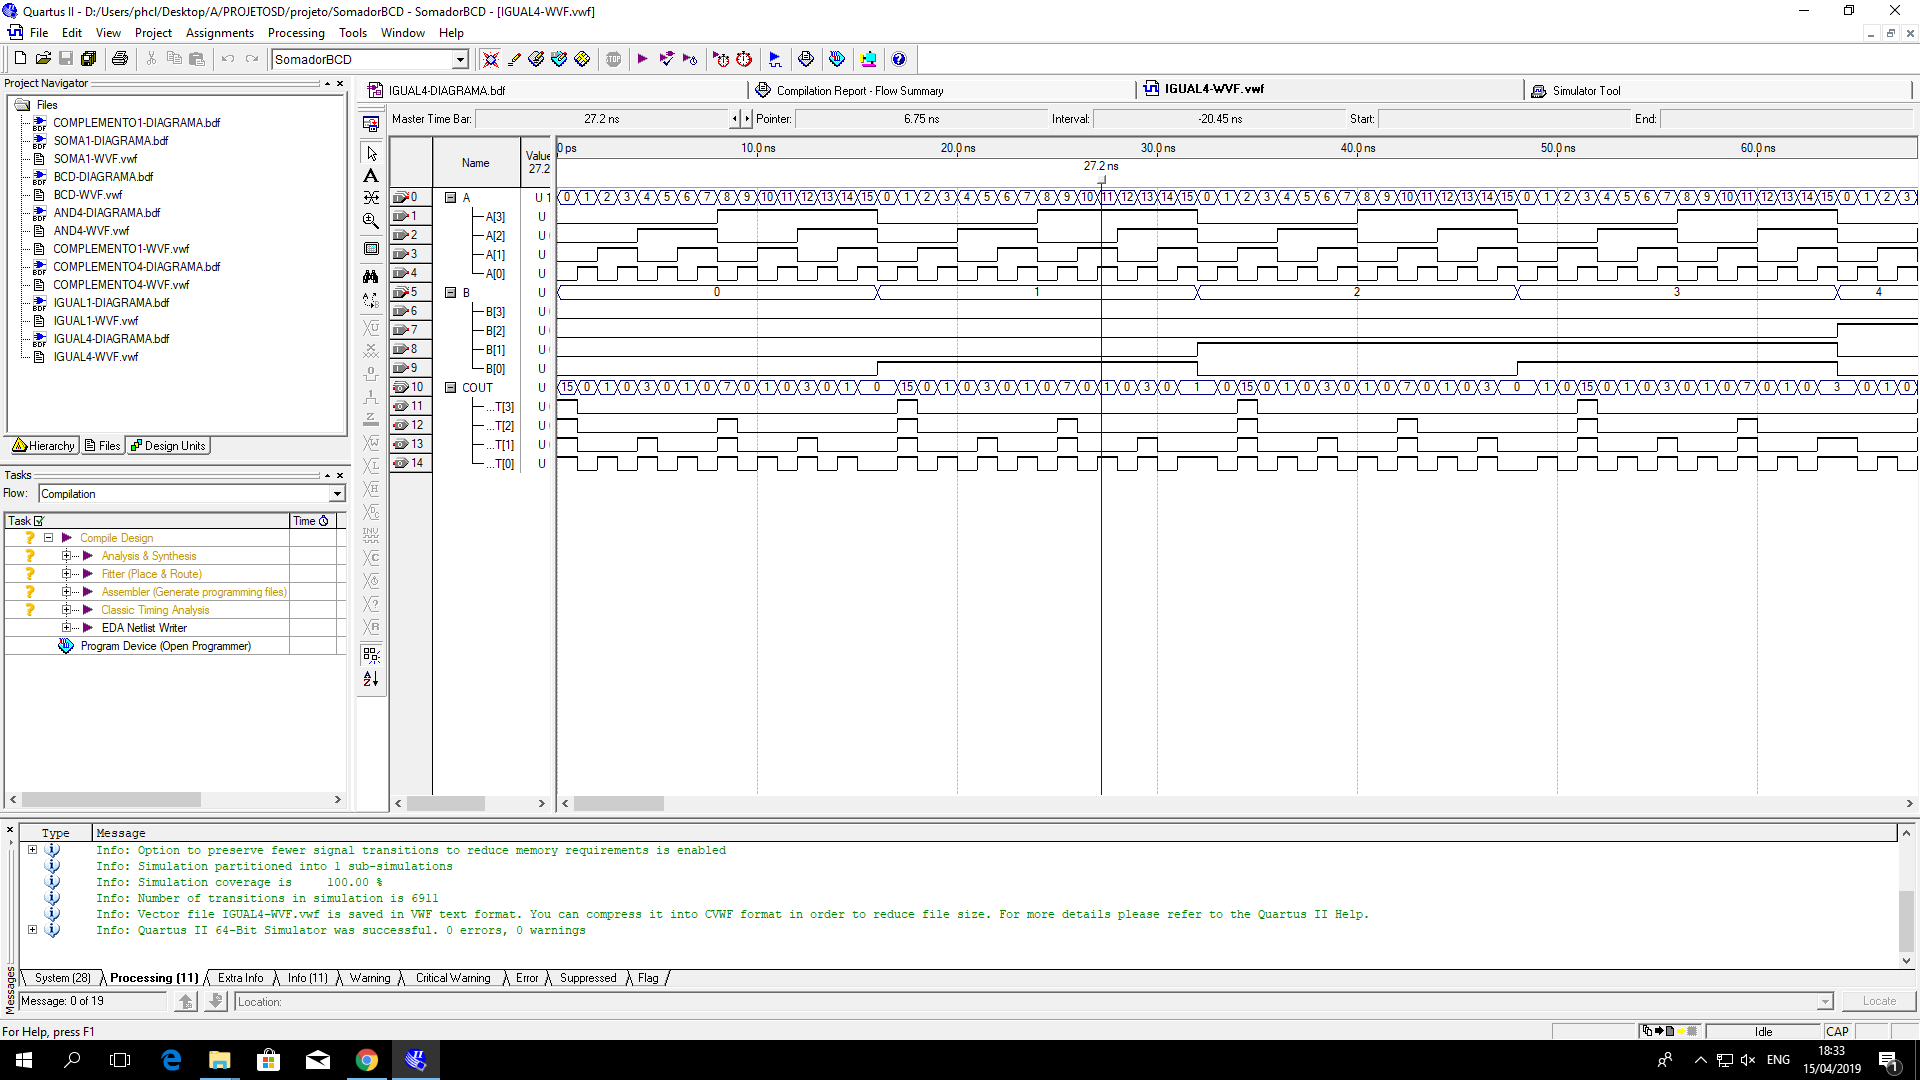 Quartus II - D:/Users/phcl/Desktop/A/PROJETOSD/projeto/SomadorBCD - SomadorBCD - [IGUAL4-WVF.vwf]
File Edit View Project Assignments Processing Tools Window Help
SomadorBCD
Project Navigator
Files
COMPLEMENTO1-DIAGRAMA.bdf
SOMA1-DIAGRAMA.bdf
SOMA1-WVF.vwf
BCD-DIAGRAMA.bdf
BCD-WVF.vwf
AND4-DIAGRAMA.bdf
AND4-WVF.vwf
COMPLEMENTO1-WVF.vwf
COMPLEMENTO4-DIAGRAMA.bdf
COMPLEMENTO4-WVF.vwf
IGUAL1-DIAGRAMA.bdf
IGUAL1-WVF.vwf
IGUAL4-DIAGRAMA.bdf
IGUAL4-WVF.vwf
Hierarchy Files Design Units
Tasks
Flow: Compilation
Task Time
Compile Design
Analysis & Synthesis
Fitter (Place & Route)
Assembler (Generate programming files)
Classic Timing Analysis
EDA Netlist Writer
Program Device (Open Programmer)
IGUAL4-DIAGRAMA.bdf Compilation Report - Flow Summary IGUAL4-WVF.vwf Simulator Tool
Master Time Bar: 27.2 ns Pointer: 6.75 ns Interval: -20.45 ns Start: End:
Name Value 27.2
0 ps 10.0 ns 20.0 ns 30.0 ns 40.0 ns 50.0 ns 60.0 ns
27.2 ns
0 A U 1 0 1 2 3 4 5 6 7 8 9 10 11 12 13 14 15 0 1 2 3 4 5 6 7 8 9 10 11 12 13 14 15 0 1 2 3 4 5 6 7 8 9 10 11 12 13 14 15 0 1 2 3 4 5 6 7 8 9 10 11 12 13 14 15 0 1 2 3
1 A[3] U
2 A[2] U
3 A[1] U
4 A[0] U
5 B U 0 1 2 3 4
6 B[3] U
7 B[2] U
8 B[1] U
9 B[0] U
10 COUT U 15 0 1 0 3 0 1 0 7 0 1 0 3 0 1 0 15 0 1 0 3 0 1 0 7 0 1 0 3 0 1 0 15 0 1 0 3 0 1 0 7 0 1 0 3 0 1 0 15 0 1 0 3 0 1 0 7 0 1 0 3 0 1 0
11 ...T[3] U
12 ...T[2] U
13 ...T[1] U
14 ...T[0] U
Type Message
Info: Option to preserve fewer signal transitions to reduce memory requirements is enabled
Info: Simulation partitioned into 1 sub-simulations
Info: Simulation coverage is 100.00 %
Info: Number of transitions in simulation is 6911
Info: Vector file IGUAL4-WVF.vwf is saved in VWF text format. You can compress it into CVWF format in order to reduce file size. For more details please refer to the Quartus II Help.
Info: Quartus II 64-Bit Simulator was successful. 0 errors, 0 warnings
System (28) Processing (11) Extra Info Info (11) Warning Critical Warning Error Suppressed Flag
Messages
Message: 0 of 19 Location: Locate
For Help, press F1 Idle CAP
ENG 18:33
15/04/2019 1